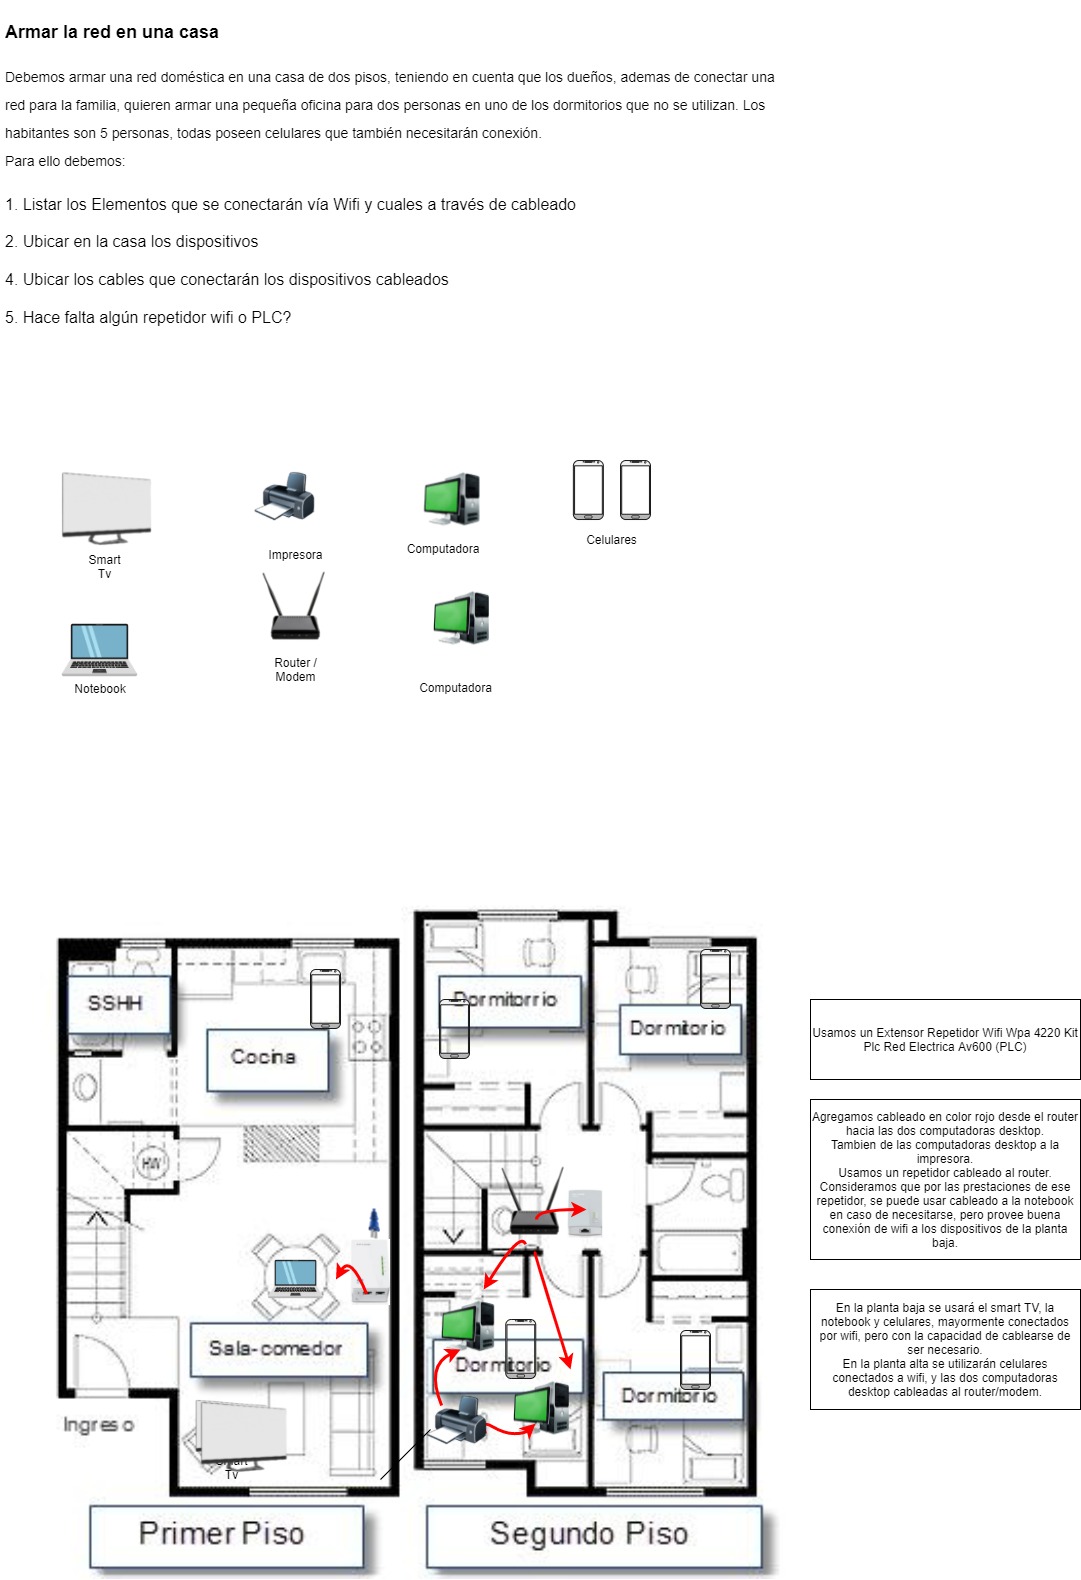 Armar la red en una casa
Debemos armar una red doméstica en una casa de dos pisos, teniendo en cuenta que los dueños, ademas de conectar una
red para la familia, quieren armar una pequeña oficina para dos personas en uno de los dormitorios que no se utilizan. Los
habitantes son 5 personas, todas poseen celulares que también necesitarán conexión.
Para ello debemos:
1. Listar los Elementos que se conectarán vía Wifi y cuales a través de cableado
2. Ubicar en la casa los dispositivos
4. Ubicar los cables que conectarán los dispositivos cableados
5. Hace falta algún repetidor wifi o PLC?
Smart
Tv
Impresora
Computadora
Celulares
Notebook
Router /
Modem
Computadora
SSHH
Cocina
HW
Sala-comedor
Ingreso
Smart
Tv
Primer Piso
Dormitorrio
Dormitorio
Dormitorio
Dormitorio
Segundo Piso
Usamos un Extensor Repetidor Wifi Wpa 4220 Kit
Plc Red Electrica Av600 (PLC)
Agregamos cableado en color rojo desde el router
hacia las dos computadoras desktop.
Tambien de las computadoras desktop a la
impresora.
Usamos un repetidor cableado al router.
Consideramos que por las prestaciones de ese
repetidor, se puede usar cableado a la notebook
en caso de necesitarse, pero provee buena
conexión de wifi a los dispositivos de la planta
baja.
En la planta baja se usará el smart TV, la
notebook y celulares, mayormente conectados
por wifi, pero con la capacidad de cablearse de
ser necesario.
En la planta alta se utilizarán celulares
conectados a wifi, y las dos computadoras
desktop cableadas al router/modem.